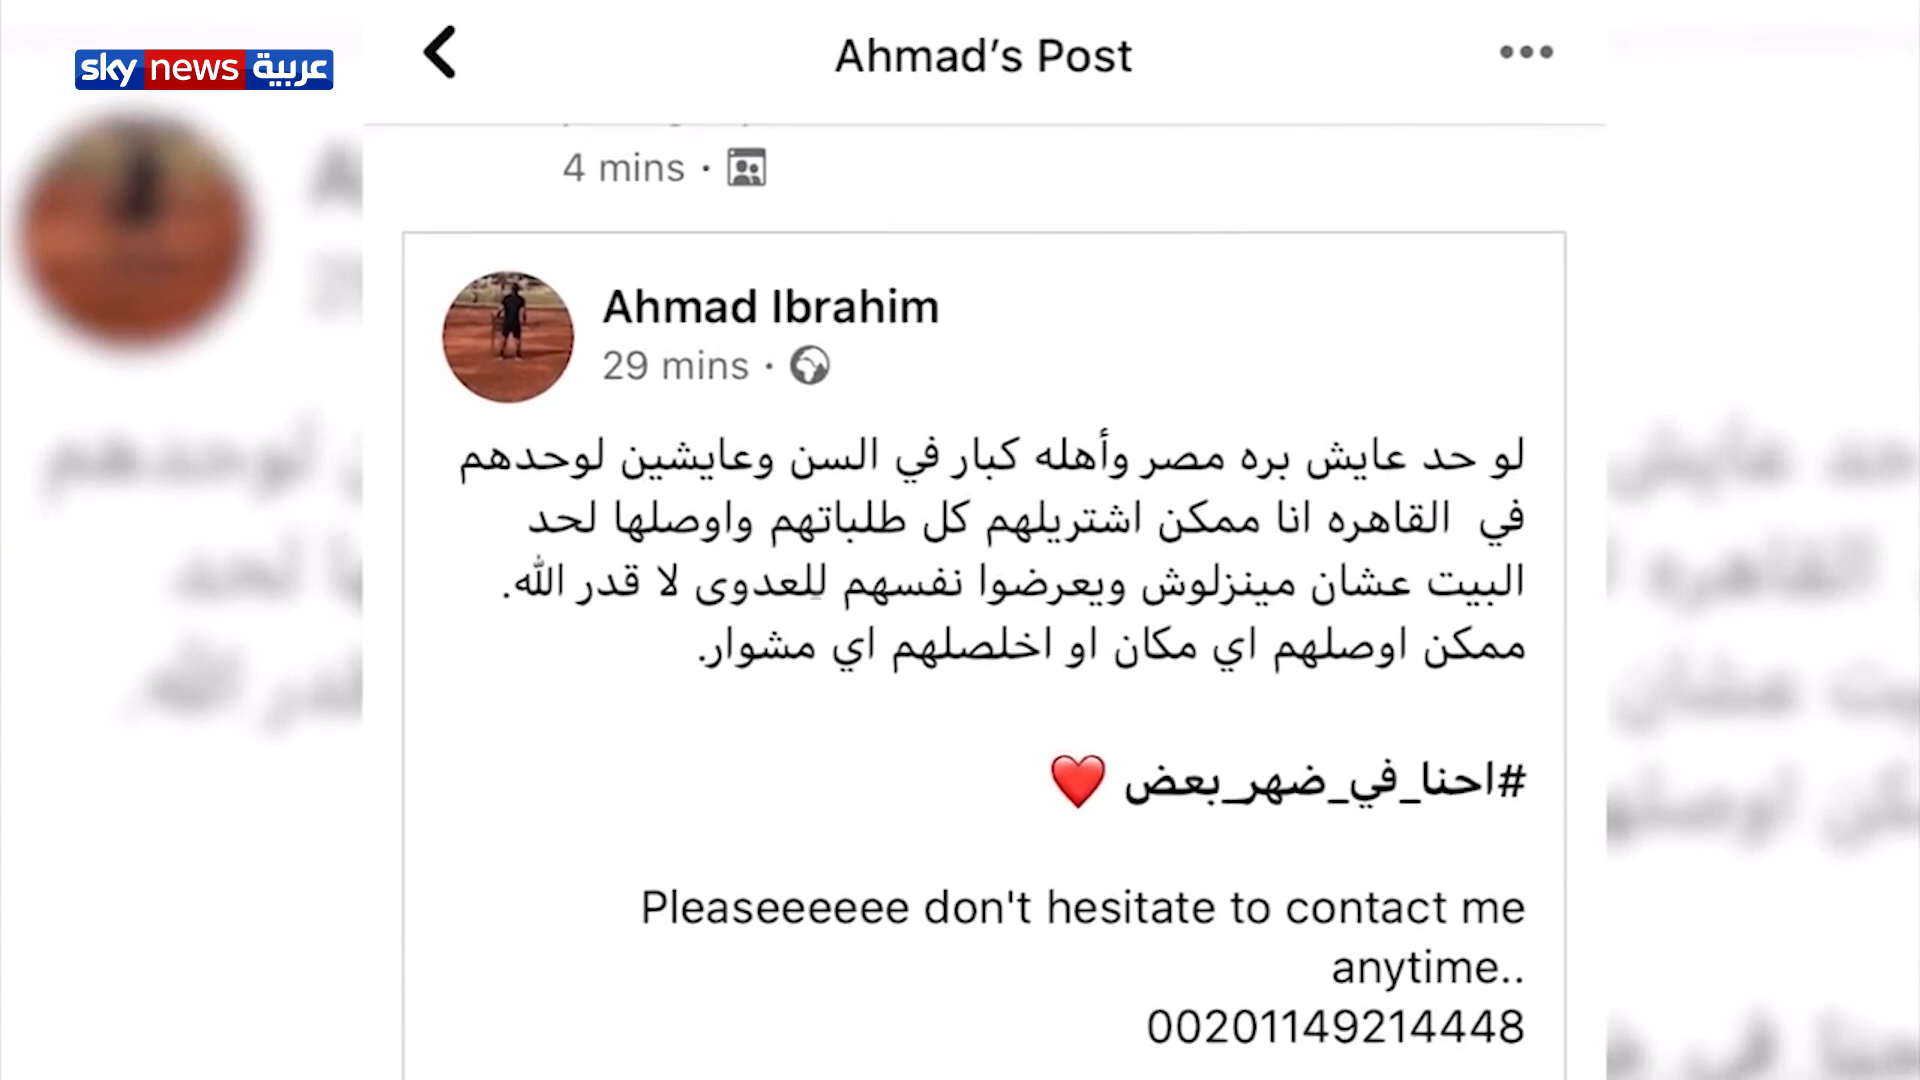 sky news عربية
Ahmad's Post
4 mins ·
Ahmad Ibrahim
29 mins ·
لو حد عايش بره مصر وأهله كبار في السن وعايشين لوحدهم
في القاهره انا ممكن اشتريلهم كل طلباتهم واوصلها لحد
البيت عشان مينزلوش ويعرضوا نفسهم لِلعدوى لا قدر الله.
ممكن اوصلهم اي مكان او اخلصلهم اي مشوار.
#احنا_في_ضهر_بعض ❤️
Pleaseeeeee don't hesitate to contact me
anytime..
00201149214448